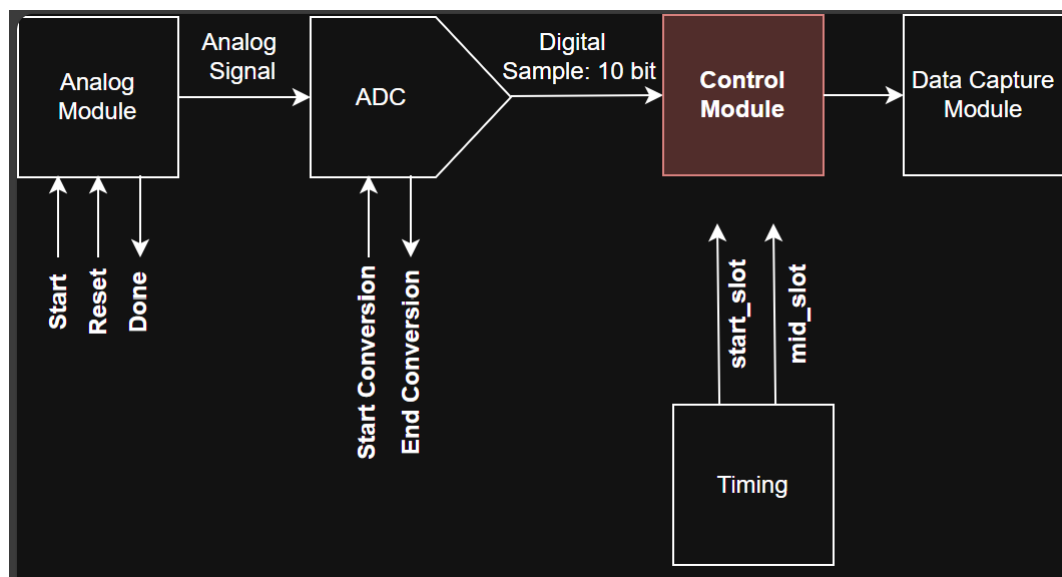 Analog
Module
Analog
Signal
ADC
Digital
Sample: 10 bit
Control
Module
Data Capture
Module
Start
Reset
Done
Start Conversion
End Conversion
start_slot
mid_slot
Timing